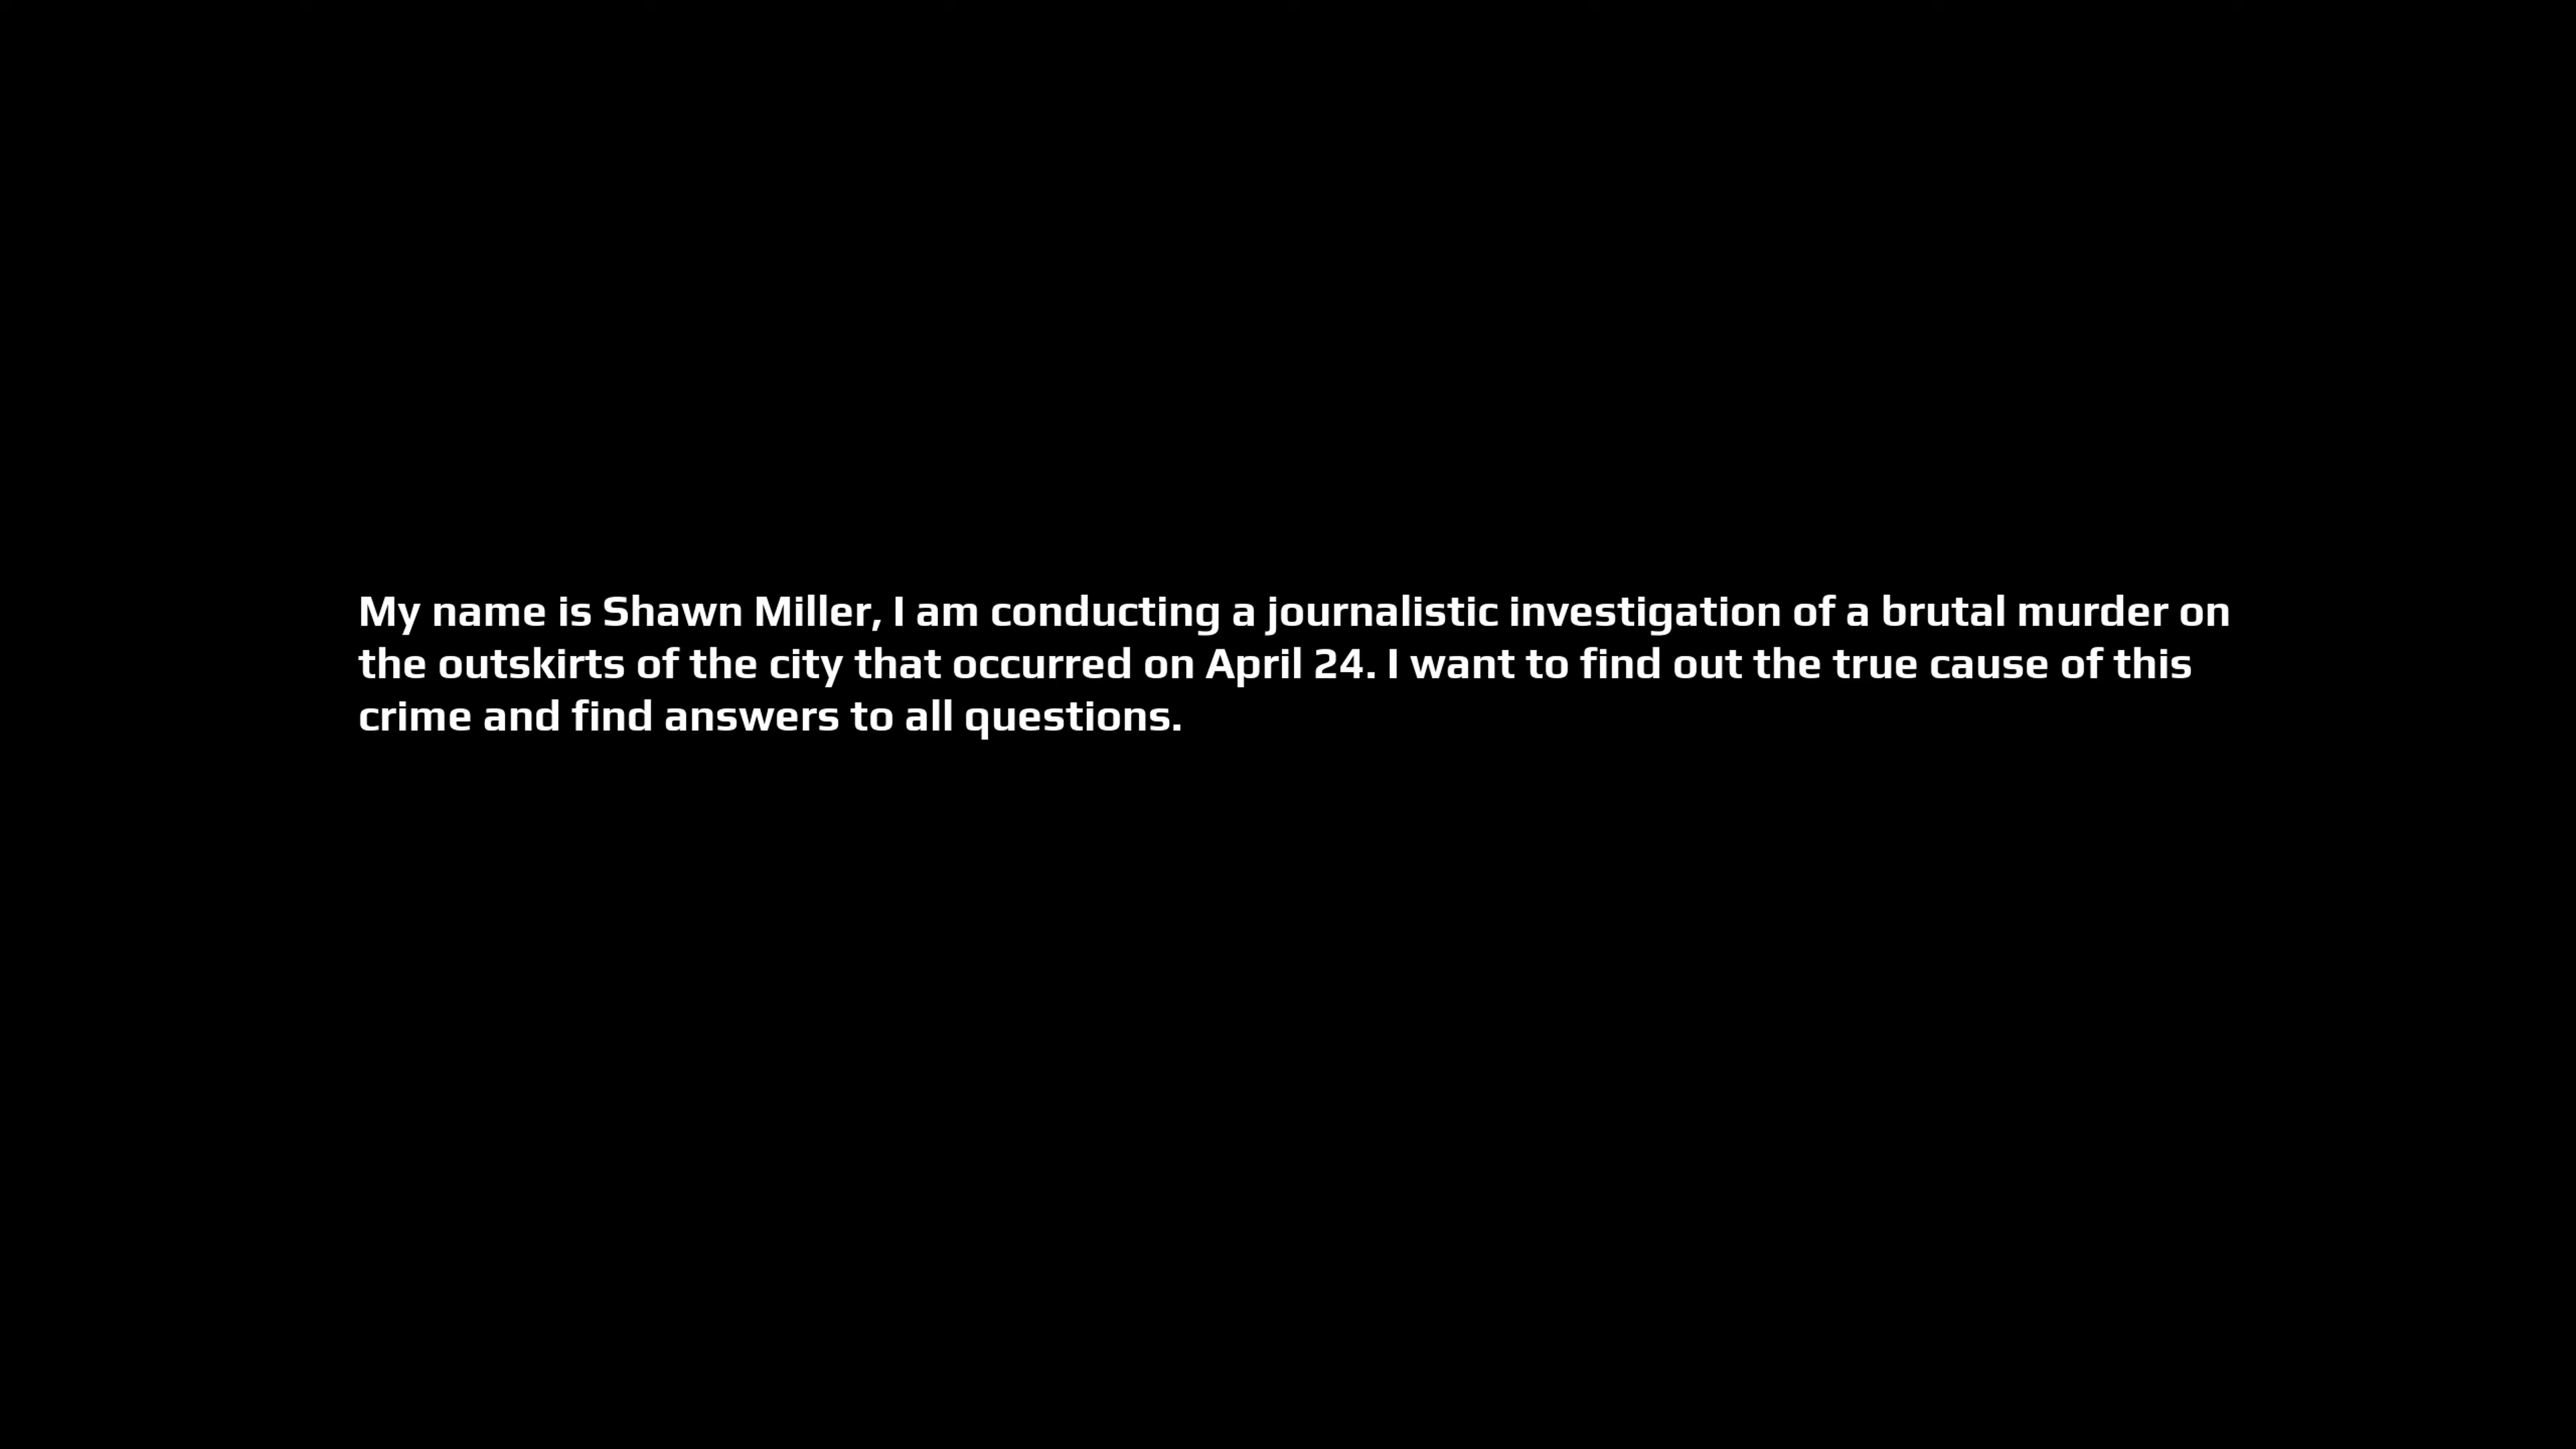 My name is Shawn Miller, I am conducting a journalistic investigation of a brutal murder on
the outskirts of the city that occurred on April 24. I want to find out the true cause of this
crime and find answers to all questions.